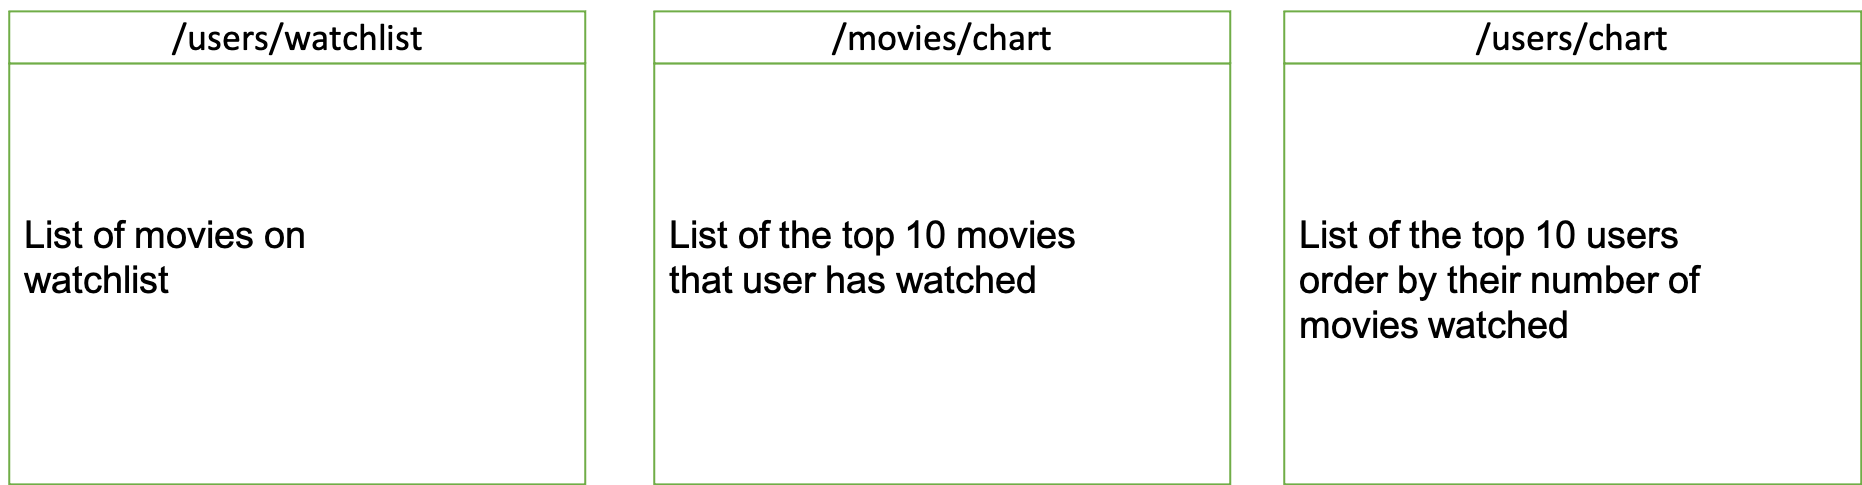 /users/watchlist
List of movies on
watchlist
/movies/chart
List of the top 10 movies
that user has watched
/users/chart
List of the top 10 users
order by their number of
movies watched